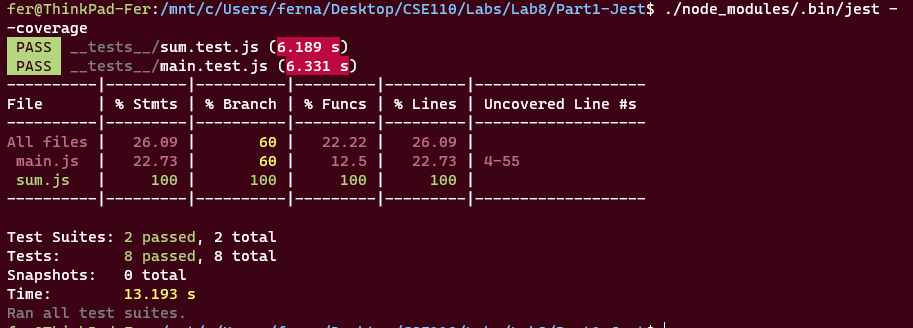 fer@ThinkPad-Fer:/mnt/c/Users/ferna/Desktop/CSE110/Labs/Lab8/Part1-Jest$ ./node_modules/.bin/jest -
-coverage
PASS __tests__/sum.test.js (6.189 s)
PASS __tests__/main.test.js (6.331 s)
----------|---------|----------|---------|---------|-------------------
File      | % Stmts | % Branch | % Funcs | % Lines | Uncovered Line #s
----------|---------|----------|---------|---------|-------------------
All files |   26.09 |       60 |   22.22 |   26.09 |
 main.js  |   22.73 |       60 |    12.5 |   22.73 | 4-55
 sum.js   |     100 |      100 |     100 |     100 |
----------|---------|----------|---------|---------|-------------------
Test Suites: 2 passed, 2 total
Tests:       8 passed, 8 total
Snapshots:   0 total
Time:        13.193 s
Ran all test suites.